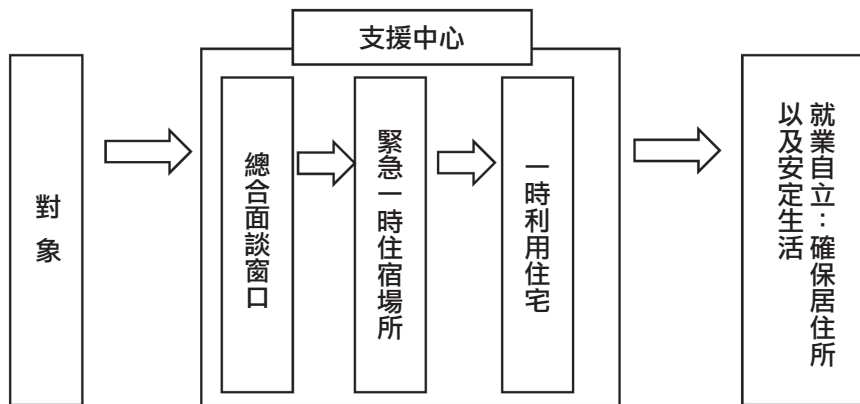 支援中心
對象
總合面談窗口
緊急一時住宿場所
一時利用住宅
就業自立：確保居住所
以及安定生活